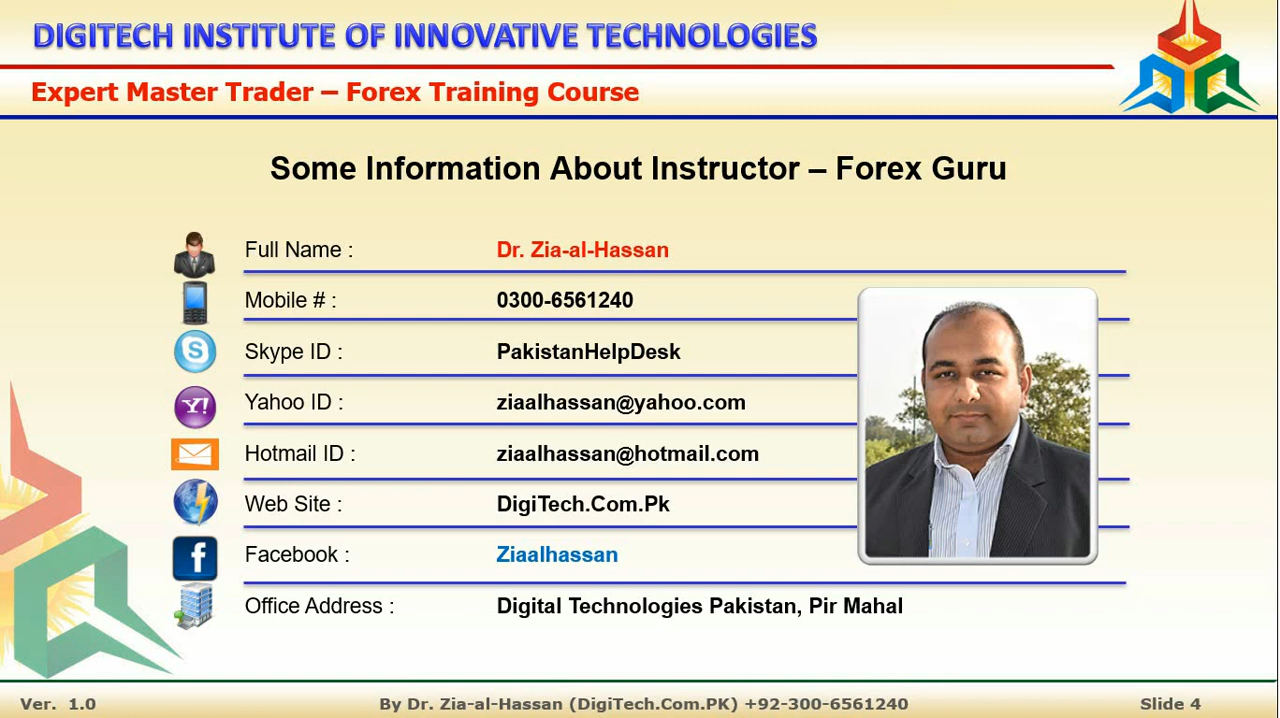 DIGITECH INSTITUTE OF INNOVATIVE TECHNOLOGIES
Expert Master Trader – Forex Training Course
Some Information About Instructor – Forex Guru
Full Name : Dr. Zia-al-Hassan
Mobile # : 0300-6561240
Skype ID : PakistanHelpDesk
Yahoo ID : ziaalhassan@yahoo.com
Hotmail ID : ziaalhassan@hotmail.com
Web Site : DigiTech.Com.Pk
Facebook : Ziaalhassan
Office Address : Digital Technologies Pakistan, Pir Mahal
Ver. 1.0 By Dr. Zia-al-Hassan (DigiTech.Com.PK) +92-300-6561240 Slide 4